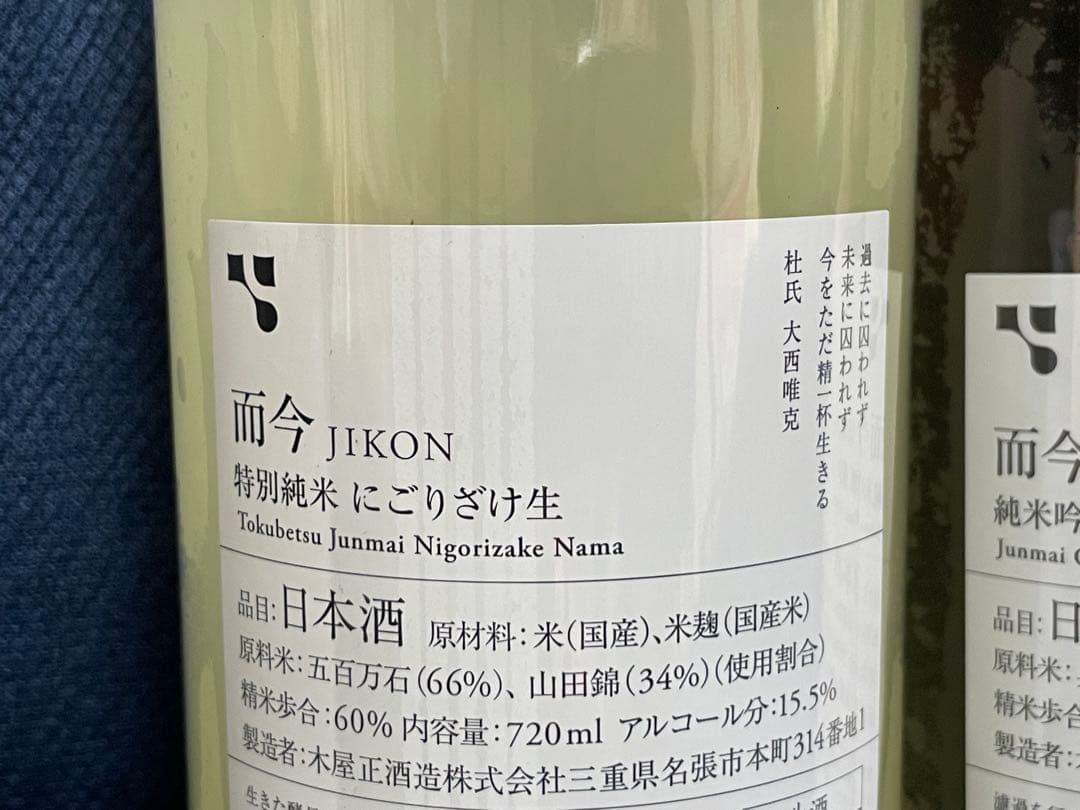 過去に囚われず
未来に囚われず
今をただ精一杯生きる
杜氏 大西唯克
而今 JIKON
特別純米 にごりざけ生
Tokubetsu Junmai Nigorizake Nama
品目:日本酒 原材料:米(国産)、米麹(国産米)
原料米:五百万石(66%)、山田錦(34%)(使用割合)
精米歩合:60% 内容量:720ml アルコール分:15.5%
製造者:木屋正酒造株式会社三重県名張市本町314番地1
生きた酵
而今
純米吟
Junmai
品目:日
原料米:
精米歩合
製造者:
濾過を